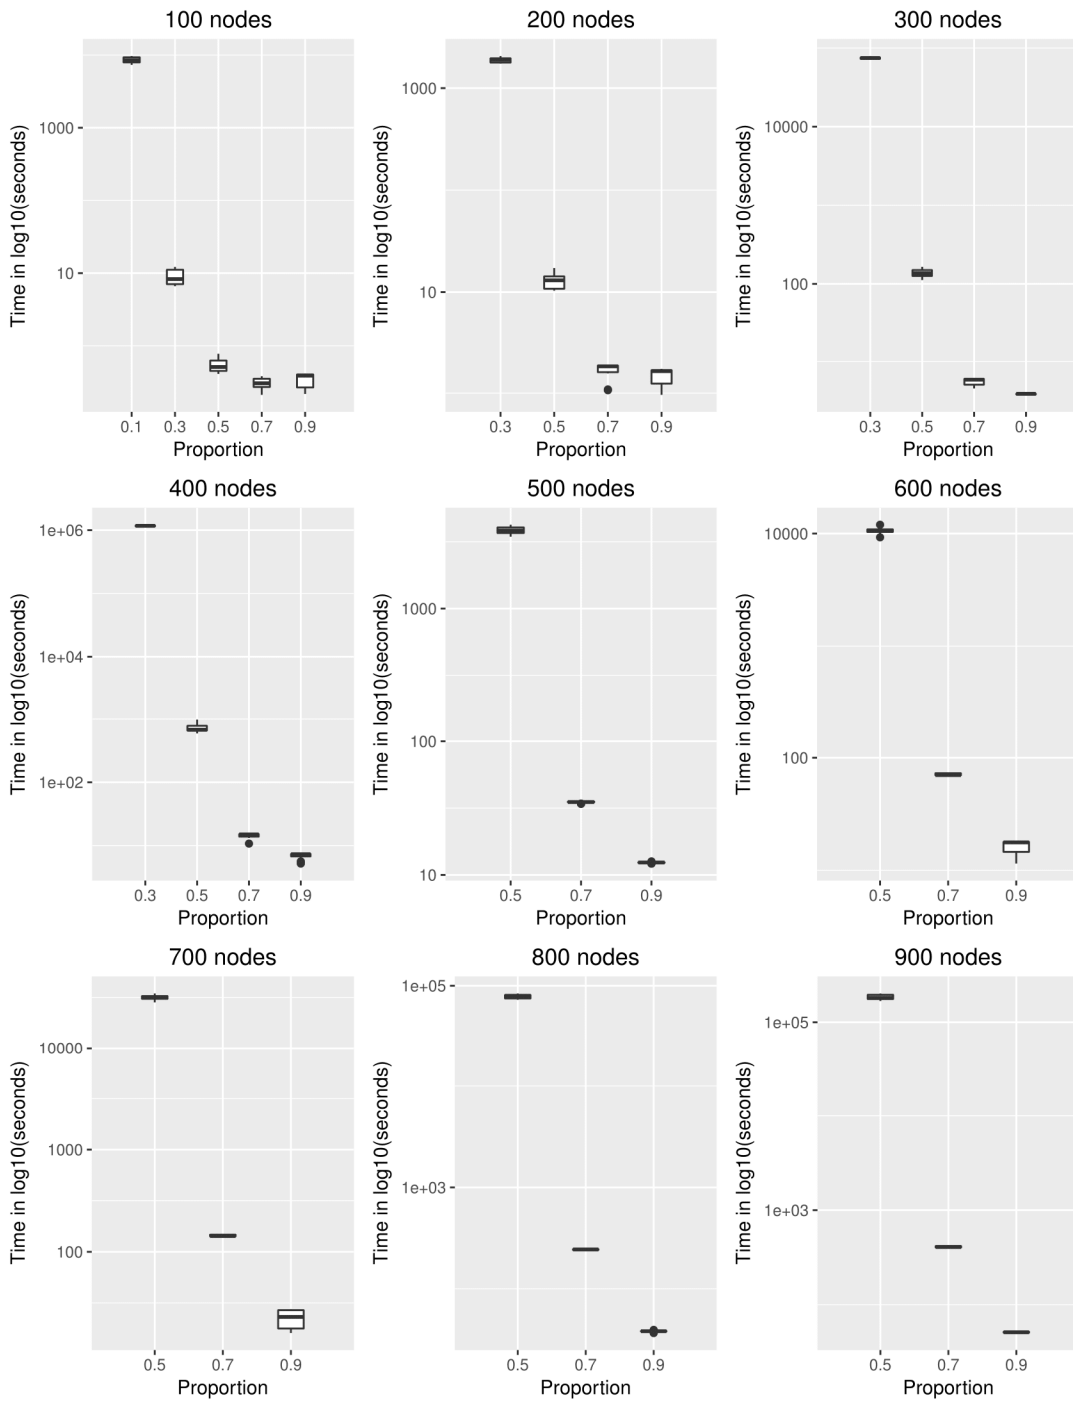 100 nodes
Time in log10(seconds)
1000
10
0.1 0.3 0.5 0.7 0.9
Proportion
200 nodes
Time in log10(seconds)
1000
10
0.3 0.5 0.7 0.9
Proportion
300 nodes
Time in log10(seconds)
10000
100
0.3 0.5 0.7 0.9
Proportion
400 nodes
Time in log10(seconds)
1e+06
1e+04
1e+02
0.3 0.5 0.7 0.9
Proportion
500 nodes
Time in log10(seconds)
1000
100
10
0.5 0.7 0.9
Proportion
600 nodes
Time in log10(seconds)
10000
100
0.5 0.7 0.9
Proportion
700 nodes
Time in log10(seconds)
10000
1000
100
0.5 0.7 0.9
Proportion
800 nodes
Time in log10(seconds)
1e+05
1e+03
0.5 0.7 0.9
Proportion
900 nodes
Time in log10(seconds)
1e+05
1e+03
0.5 0.7 0.9
Proportion